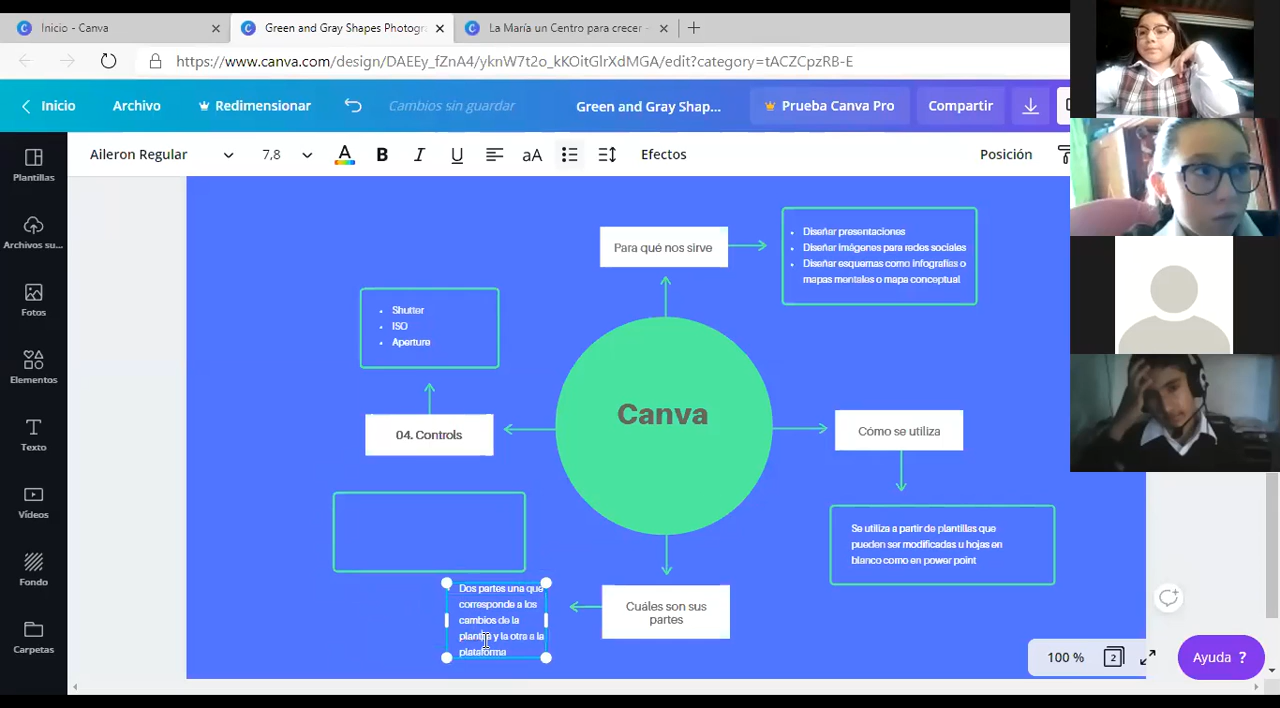 Inicio - Canva
Green and Gray Shapes Photogra
La María un Centro para crecer -
https://www.canva.com/design/DAEEy_fZnA4/yknW7t2o_kKOitGlrXdMGA/edit?category=tACZCpzRB-E
Inicio
Archivo
Redimensionar
Cambios sin guardar
Green and Gray Shap...
Prueba Canva Pro
Compartir
Aileron Regular
7,8
A
B
I
U
aA
Efectos
Posición
Plantillas
Archivos su...
Fotos
Elementos
Texto
Vídeos
Fondo
Carpetas
Para qué nos sirve
Diseñar presentaciones
Diseñar imágenes para redes sociales
Diseñar esquemas como infografías o
mapas mentales o mapa conceptual
Shutter
ISO
Aperture
04. Controls
Canva
Cómo se utiliza
Se utiliza a partir de plantillas que
pueden ser modificadas u hojas en
blanco como en power point
Cuáles son sus
partes
Dos partes una que
corresponde a los
cambios de la
plantilla y la otra a la
plataforma
100 %
2
Ayuda ?